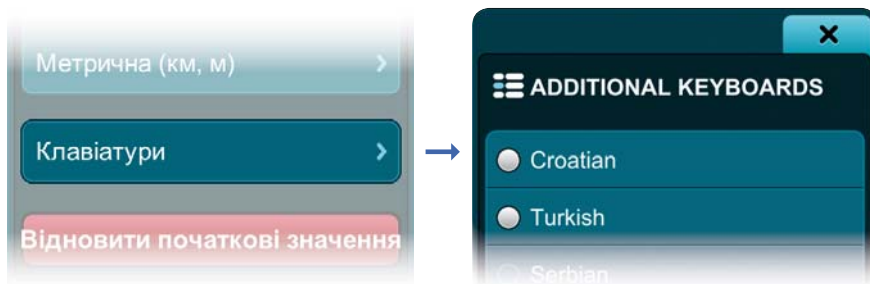 Метрична (км, м)
Клавіатури
Відновити початкові значення
ADDITIONAL KEYBOARDS
Croatian
Turkish
Serbian